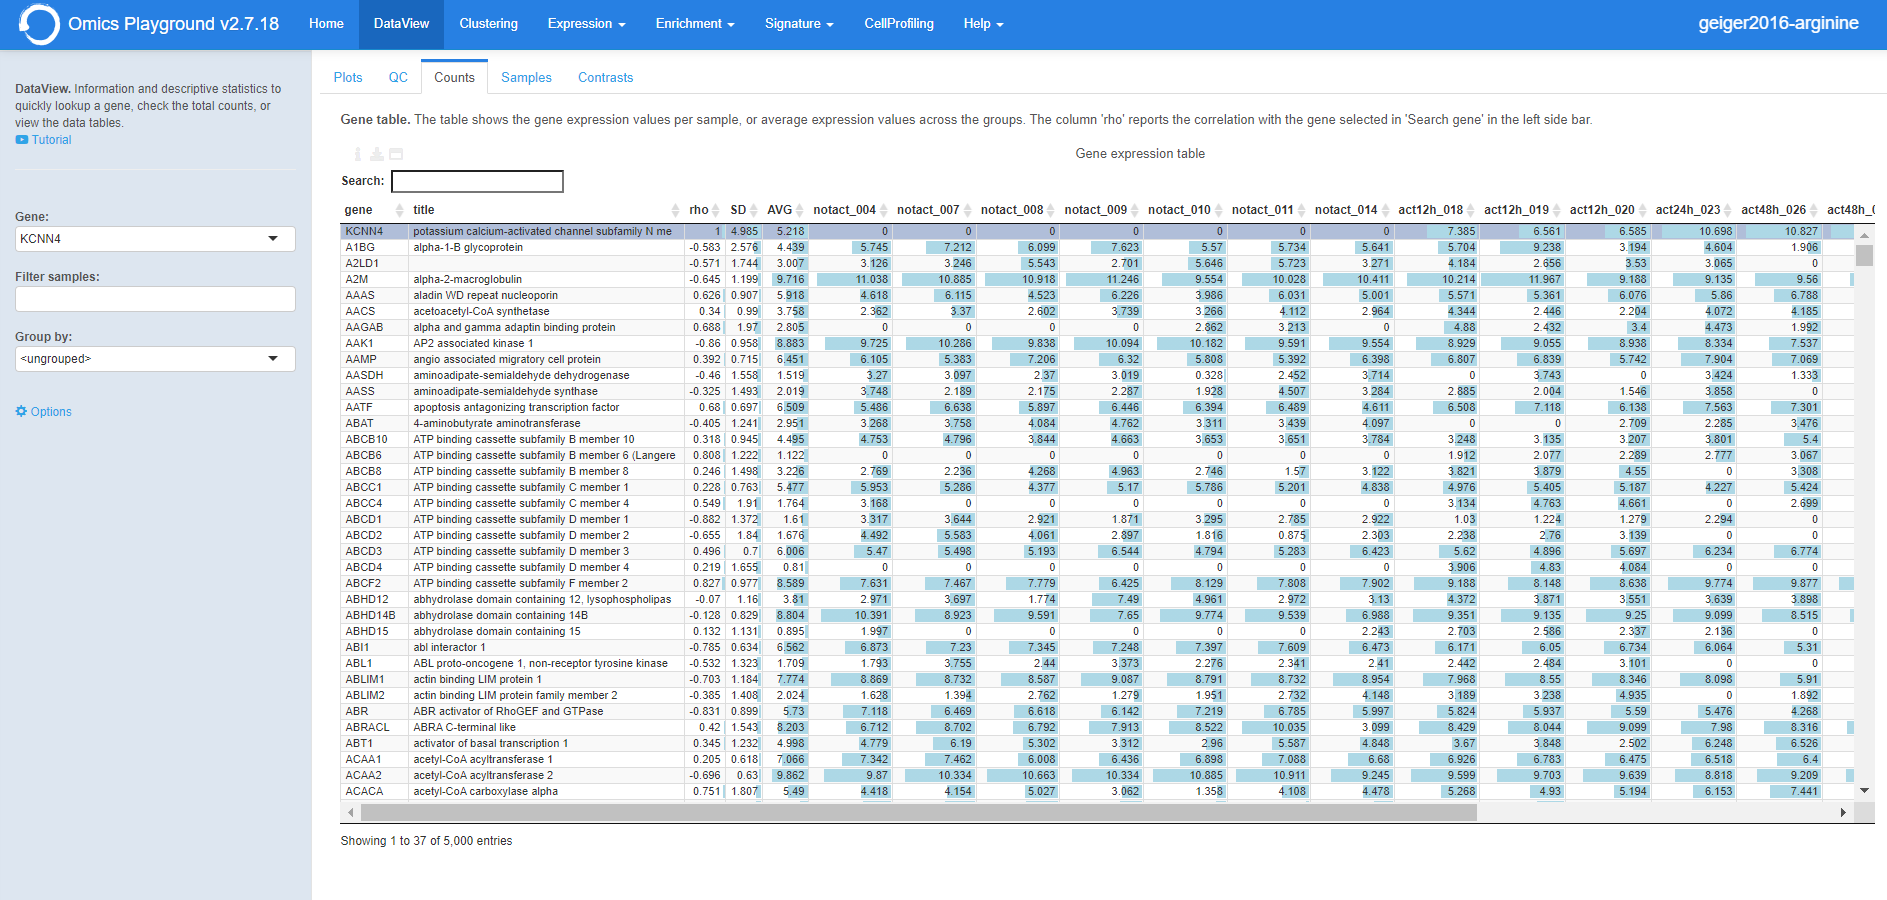 Omics Playground v2.7.18 Home DataView Clustering Expression Enrichment Signature CellProfiling Help geiger2016-arginine
DataView. Information and descriptive statistics to
quickly lookup a gene, check the total counts, or
view the data tables.
Tutorial
Gene:
KCNN4
Filter samples:
Group by:
<ungrouped>
Options
Plots QC Counts Samples Contrasts
Gene table. The table shows the gene expression values per sample, or average expression values across the groups. The column 'rho' reports the correlation with the gene selected in 'Search gene' in the left side bar.
Gene expression table
Search:
gene title rho SD AVG notact_004 notact_007 notact_008 notact_009 notact_010 notact_011 notact_014 act12h_018 act12h_019 act12h_020 act24h_023 act48h_026 act48h_0
KCNN4 potassium calcium-activated channel subfamily N me 1 4.985 5.218 0 0 0 0 0 0 0 7.385 6.561 6.585 10.698 10.827
A1BG alpha-1-B glycoprotein -0.583 2.576 4.439 5.745 7.212 6.099 7.623 5.57 5.734 5.641 5.704 9.238 3.194 4.604 1.906
A2LD1 -0.571 1.744 3.007 3.126 3.246 5.543 2.701 5.646 5.723 3.271 4.184 2.656 3.53 3.065 0
A2M alpha-2-macroglobulin -0.645 1.199 9.716 11.038 10.885 10.918 11.246 9.554 10.028 10.411 10.214 11.967 9.188 9.135 9.56
AAAS aladin WD repeat nucleoporin 0.626 0.907 5.918 4.618 6.115 4.523 6.226 3.986 6.031 5.001 5.571 5.361 6.076 5.86 6.788
AACS acetoacetyl-CoA synthetase 0.34 0.99 3.758 2.362 3.37 2.602 3.739 3.266 4.112 2.964 4.344 2.446 2.204 4.072 4.185
AAGAB alpha and gamma adaptin binding protein 0.688 1.97 2.805 0 0 0 0 2.862 3.213 0 4.88 2.432 3.4 4.473 1.992
AAK1 AP2 associated kinase 1 -0.86 0.958 8.883 9.725 10.286 9.838 10.094 10.182 9.591 9.554 8.929 9.055 8.938 8.334 7.537
AAMP angio associated migratory cell protein 0.392 0.715 6.451 6.105 5.383 7.206 6.32 5.808 5.392 6.398 6.807 6.839 5.742 7.904 7.069
AASDH aminoadipate-semialdehyde dehydrogenase -0.46 1.558 1.519 3.27 3.097 2.37 3.019 0.328 2.452 3.714 0 3.743 0 3.424 1.333
AASS aminoadipate-semialdehyde synthase -0.325 1.493 2.019 3.748 2.189 2.175 2.287 1.928 4.507 3.284 2.885 2.004 1.546 3.858 0
AATF apoptosis antagonizing transcription factor 0.68 0.697 6.509 5.486 6.638 5.897 6.446 6.394 6.489 4.611 6.508 7.118 6.138 7.563 7.301
ABAT 4-aminobutyrate aminotransferase -0.405 1.241 2.951 3.268 3.758 4.084 4.762 3.311 3.439 4.097 0 0 2.709 2.285 3.476
ABCB10 ATP binding cassette subfamily B member 10 0.318 0.945 4.495 4.753 4.796 3.844 4.663 3.653 3.651 3.784 3.248 3.135 3.207 3.801 5.4
ABCB6 ATP binding cassette subfamily B member 6 (Langere 0.808 1.222 1.122 0 0 0 0 0 0 0 1.912 2.077 2.289 2.777 3.067
ABCB8 ATP binding cassette subfamily B member 8 0.246 1.498 3.226 2.769 2.236 4.268 4.963 2.746 1.57 3.122 3.821 3.879 4.55 0 3.308
ABCC1 ATP binding cassette subfamily C member 1 0.228 0.763 5.477 5.953 5.286 4.377 5.17 5.786 5.201 4.838 4.976 5.405 5.187 4.227 5.424
ABCC4 ATP binding cassette subfamily C member 4 0.549 1.91 1.764 3.168 0 0 0 0 0 0 3.134 4.763 4.661 0 2.699
ABCD1 ATP binding cassette subfamily D member 1 -0.882 1.372 1.61 3.317 3.644 2.921 1.871 3.295 2.785 2.922 1.03 1.224 1.279 2.294 0
ABCD2 ATP binding cassette subfamily D member 2 -0.655 1.84 1.676 4.492 5.583 4.061 2.897 1.816 0.875 2.303 2.238 2.76 3.139 0 0
ABCD3 ATP binding cassette subfamily D member 3 0.496 0.7 6.006 5.47 5.498 5.193 6.544 4.794 5.283 6.423 5.62 4.896 5.697 6.234 6.774
ABCD4 ATP binding cassette subfamily D member 4 0.219 1.655 0.81 0 0 0 0 0 0 0 3.906 4.83 4.084 0 0
ABCF2 ATP binding cassette subfamily F member 2 0.827 0.977 8.589 7.631 7.467 7.779 6.425 8.129 7.808 7.902 9.188 8.148 8.638 9.774 9.877
ABHD12 abhydrolase domain containing 12, lysophospholipas -0.07 1.16 3.81 2.971 3.697 1.774 7.49 4.961 2.972 3.13 4.372 3.871 3.551 3.639 3.898
ABHD14B abhydrolase domain containing 14B -0.128 0.829 8.804 10.391 8.923 9.591 7.65 9.774 9.539 6.988 9.351 9.135 9.25 9.099 8.515
ABHD15 abhydrolase domain containing 15 0.132 1.131 0.895 1.997 0 0 0 0 0 2.243 2.703 2.586 2.337 2.136 0
ABI1 abl interactor 1 -0.785 0.634 6.562 6.873 7.23 7.345 7.248 7.397 7.609 6.473 6.171 6.05 6.734 6.064 5.31
ABL1 ABL proto-oncogene 1, non-receptor tyrosine kinase -0.532 1.323 1.709 1.793 3.755 2.44 3.373 2.276 2.341 2.41 2.442 2.484 3.101 0 0
ABLIM1 actin binding LIM protein 1 -0.703 1.184 7.774 8.869 8.732 8.587 9.087 8.791 8.732 8.954 7.968 8.55 8.346 8.098 5.91
ABLIM2 actin binding LIM protein family member 2 -0.385 1.408 2.024 1.628 1.394 2.762 1.279 1.951 2.732 4.148 3.189 3.238 4.935 0 1.892
ABR ABR activator of RhoGEF and GTPase -0.831 0.899 5.73 7.118 6.469 6.618 6.142 7.219 6.785 5.997 5.824 5.937 5.59 5.476 4.268
ABRACL ABRA C-terminal like 0.42 1.543 8.203 6.712 8.702 6.792 7.913 8.522 10.035 3.099 8.429 8.044 9.099 7.98 8.316
ABT1 activator of basal transcription 1 0.345 1.232 4.998 4.779 6.19 5.302 3.312 2.96 5.587 4.848 3.67 3.848 2.502 6.248 6.526
ACAA1 acetyl-CoA acyltransferase 1 0.205 0.618 7.066 7.342 7.462 6.008 6.436 6.898 7.088 6.68 6.926 6.783 6.475 6.518 6.4
ACAA2 acetyl-CoA acyltransferase 2 -0.696 0.63 9.862 9.87 10.334 10.663 10.334 10.885 10.911 9.245 9.599 9.703 9.639 8.818 9.209
ACACA acetyl-CoA carboxylase alpha 0.751 1.807 5.49 4.418 4.154 5.027 3.062 1.358 4.108 4.478 5.268 4.93 5.194 6.153 7.441
Showing 1 to 37 of 5,000 entries